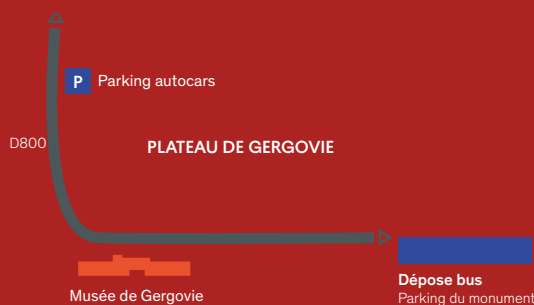 P Parking autocars
D800
PLATEAU DE GERGOVIE
Dépose bus
Parking du monument
Musée de Gergovie